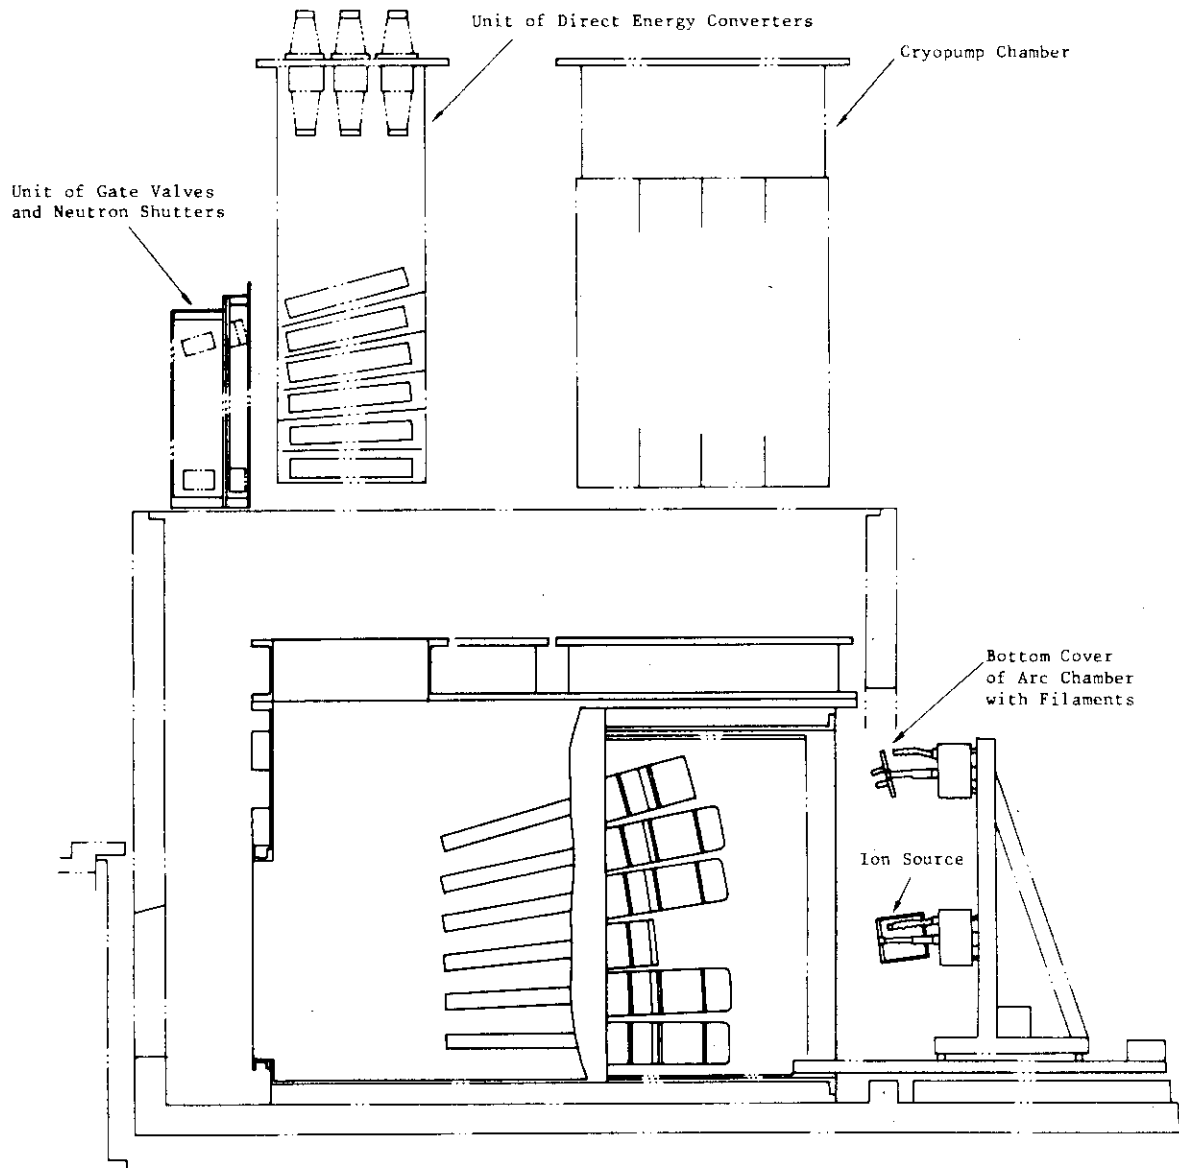 Unit of Direct Energy Converters
Cryopump Chamber
Unit of Gate Valves
and Neutron Shutters
Bottom Cover
of Arc Chamber
with Filaments
Ion Source